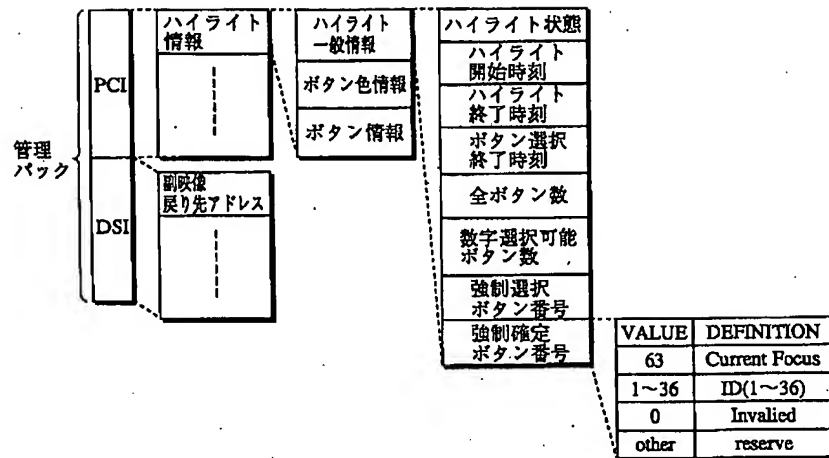 管理
パック
PCI
DSI
ハイライト
情報
副映像
戻り先アドレス
ハイライト
一般情報
ボタン色情報
ボタン情報
ハイライト状態
ハイライト
開始時刻
ハイライト
終了時刻
ボタン選択
終了時刻
全ボタン数
数字選択可能
ボタン数
強制選択
ボタン番号
強制確定
ボタン番号
VALUE DEFINITION
63 Current Focus
1〜36 ID(1〜36)
0 Invalied
other reserve